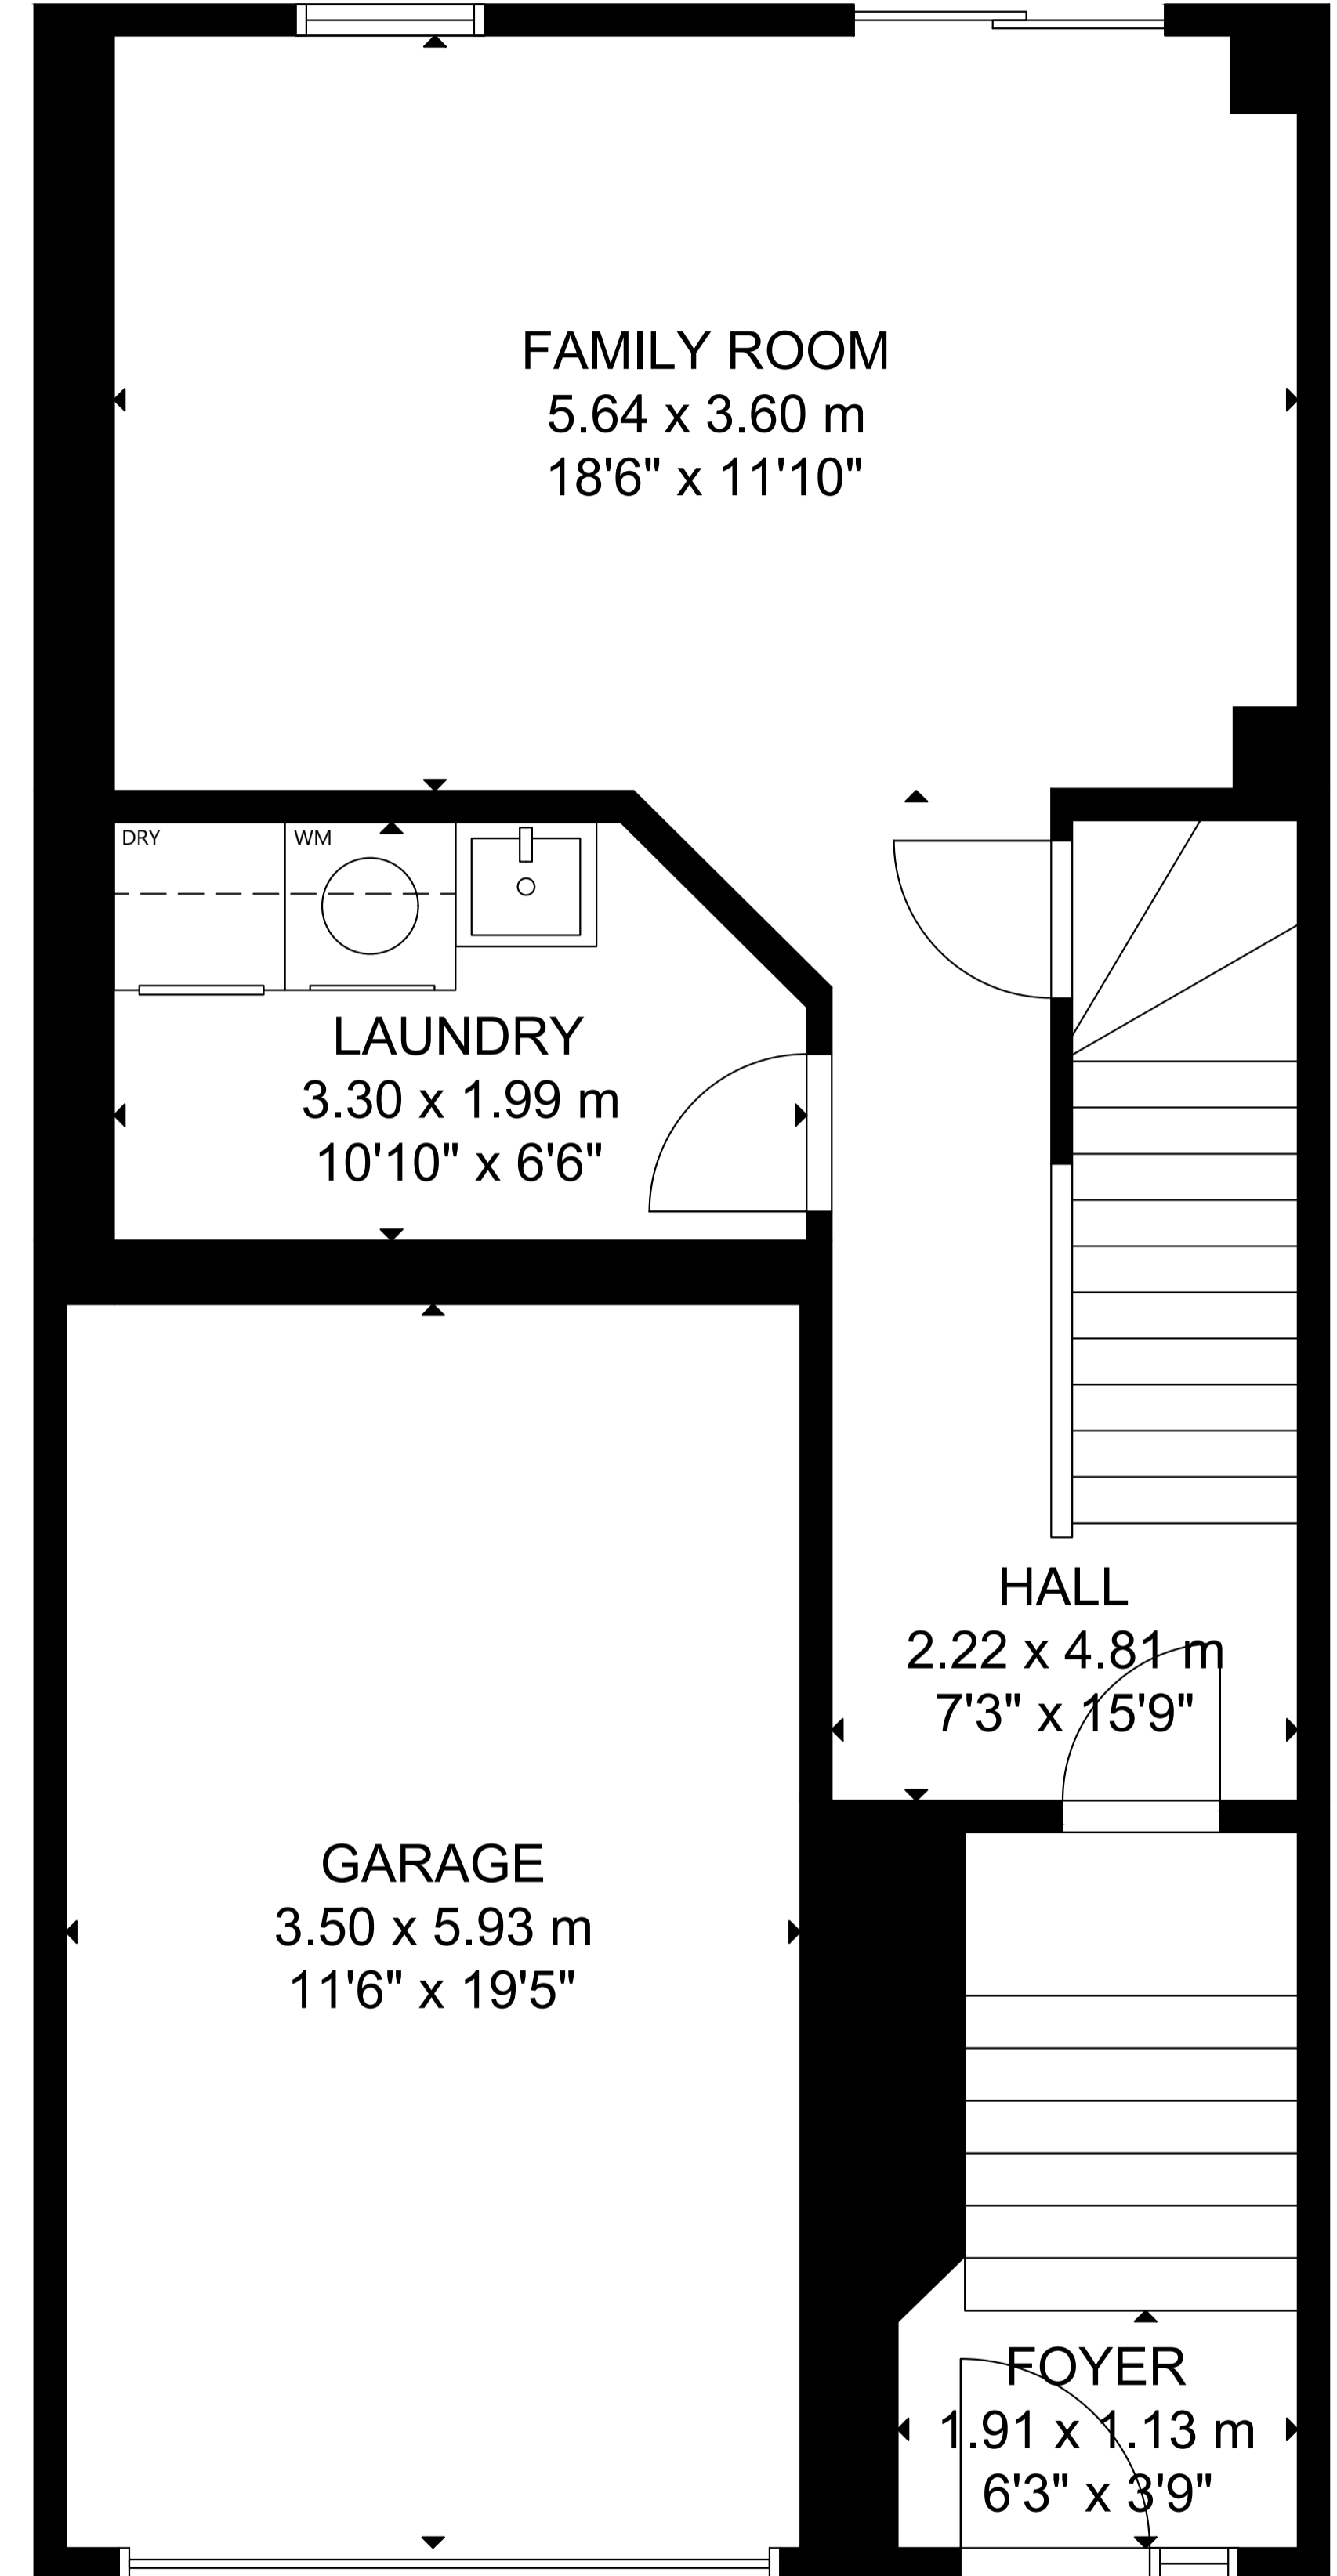 FAMILY ROOM
5.64 x 3.60 m
18'6" x 11'10"
DRY
WM
LAUNDRY
3.30 x 1.99 m
10'10" x 6'6"
HALL
2.22 x 4.81 m
7'3" x 15'9"
GARAGE
3.50 x 5.93 m
11'6" x 19'5"
FOYER
1.91 x 1.13 m
6'3" x 3'9"